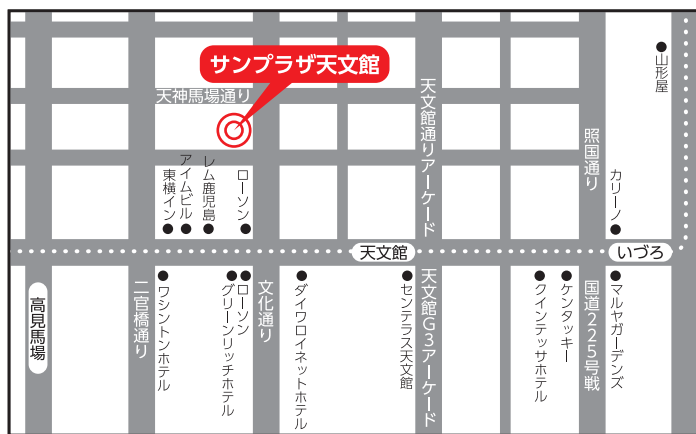 サンプラザ天文館
天神馬場通り
山形屋
天文館通りアーケード
照国通り
東横イン
アイムビル
レム鹿児島
ローソン
カリーノ
天文館
いづろ
高見馬場
二官橋通り
ワシントンホテル
グリーンリッチホテル
ローソン
文化通り
ダイワロイネットホテル
センテラス天文館
天文館G3アーケード
クインテッサホテル
ケンタッキー
国道225号戦
マルヤガーデンズ